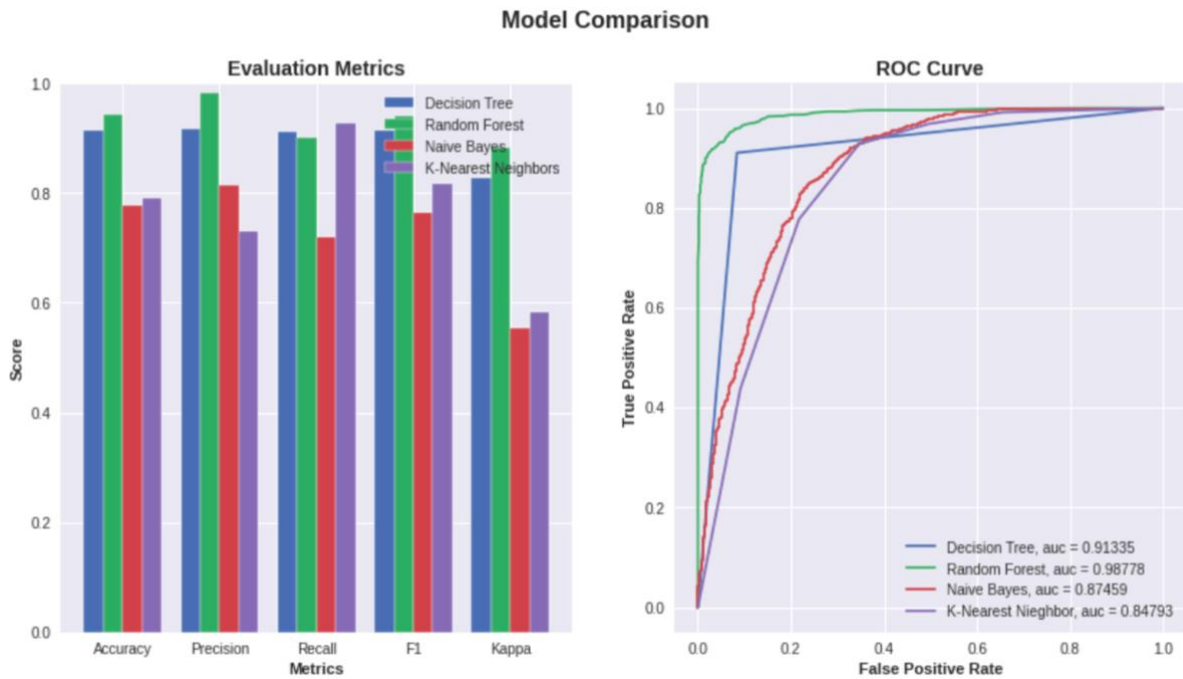 Model Comparison
Evaluation Metrics
1.0
0.8
0.6
0.4
0.2
0.0
Score
Decision Tree
Random Forest
Naive Bayes
K-Nearest Neighbors
Accuracy Precision Recall F1 Kappa
Metrics
ROC Curve
1.0
0.8
0.6
0.4
0.2
0.0
True Positive Rate
Decision Tree, auc = 0.91335
Random Forest, auc = 0.98778
Naive Bayes, auc = 0.87459
K-Nearest Nieghbor, auc = 0.84793
0.0 0.2 0.4 0.6 0.8 1.0
False Positive Rate